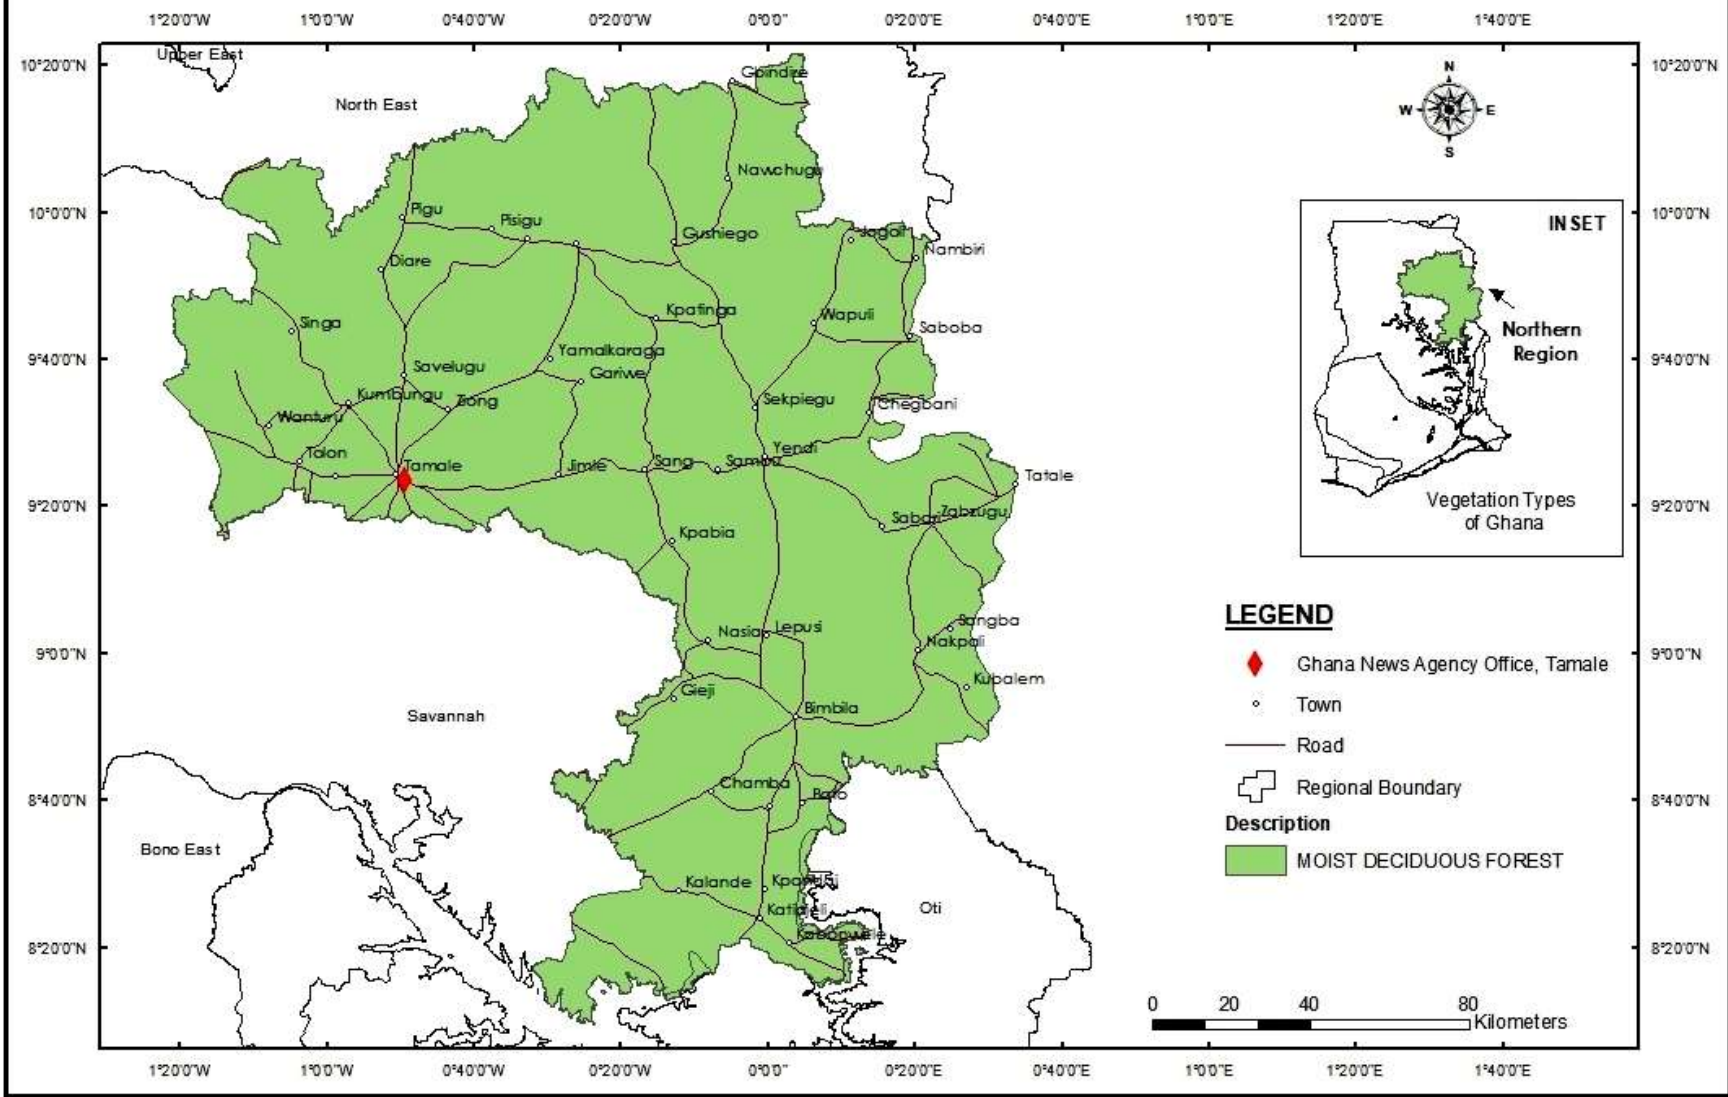 1°20'0"W 1°0'0"W 0°40'0"W 0°20'0"W 0°0'0" 0°20'0"E 0°40'0"E 1°0'0"E 1°20'0"E 1°40'0"E
Upper East
10°20'0"N
10°20'0"N
Gbindize
North East
N
W
E
S
Nawchugu
10°0'0"N
10°0'0"N
Pigu
Pisigu
Gushiego
Jagoli
Nambiri
Diare
IN SET
Northern
Region
Vegetation Types
of Ghana
Singa
Kpatinga
Wapuli
Saboba
9°40'0"N
9°40'0"N
Savelugu
Yamalkaraga
Gariwe
Kumbungu
Ziong
Sekpiegu
Chegbani
Wanturu
Tolon
Tamale
Jimle
Sang
Sambu
Yendi
Tatale
9°20'0"N
9°20'0"N
Sabari
Zabzugu
Kpabia
Nasia
Lepusi
Sangba
Nakpali
9°0'0"N
9°0'0"N
Gieji
Kubalem
Savannah
Bimbila
Chamba
8°40'0"N
8°40'0"N
Bono East
Kalande
Oti
8°20'0"N
8°20'0"N
LEGEND
Ghana News Agency Office, Tamale
Town
Road
Regional Boundary
Description
MOIST DECIDUOUS FOREST
0 20 40 80
Kilometers
1°20'0"W 1°0'0"W 0°40'0"W 0°20'0"W 0°0'0" 0°20'0"E 0°40'0"E 1°0'0"E 1°20'0"E 1°40'0"E